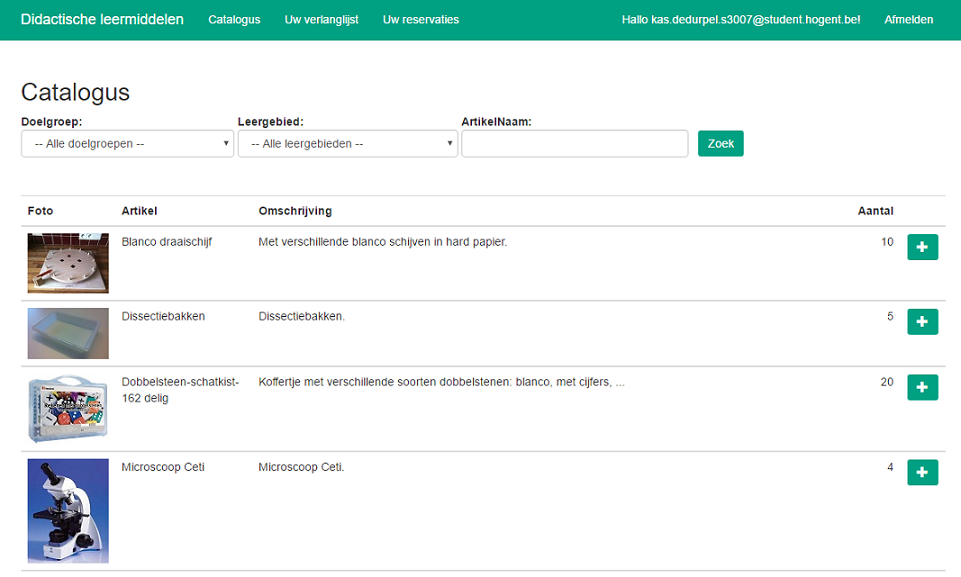 Didactische leermiddelen Catalogus Uw verlanglijst Uw reservaties Hallo kas.dedurpel.s3007@student.hogent.be! Afmelden
Catalogus
Doelgroep: Leergebied: ArtikelNaam:
-- Alle doelgroepen -- -- Alle leergebieden -- Zoek
Foto Artikel Omschrijving Aantal
Blanco draaischijf Met verschillende blanco schijven in hard papier. 10
Dissectiebakken Dissectiebakken. 5
Dobbelsteen-schatkist- Koffertje met verschillende soorten dobbelstenen: blanco, met cijfers, ... 20
162 delig
Microscoop Ceti Microscoop Ceti. 4